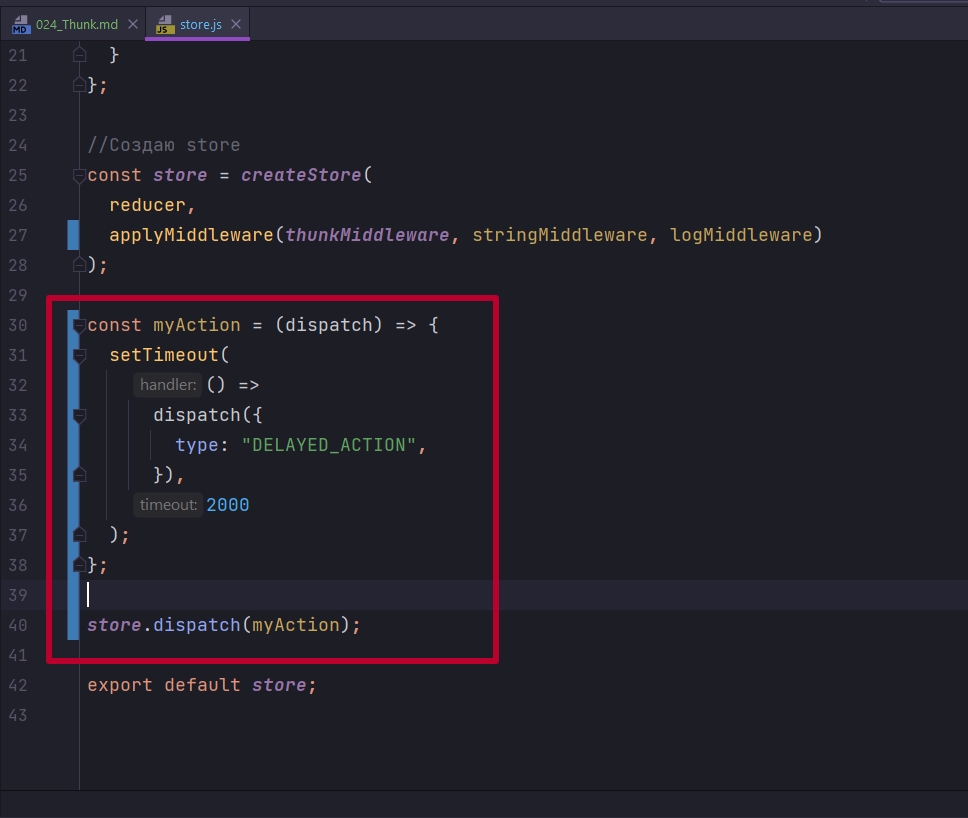 024_Thunk.md
store.js
21 }
22 };
23
24 //Создаю store
25 const store = createStore(
26 reducer,
27 applyMiddleware(thunkMiddleware, stringMiddleware, logMiddleware)
28 );
29
30 const myAction = (dispatch) => {
31 setTimeout(
32 handler: () =>
33 dispatch({
34 type: "DELAYED_ACTION",
35 }),
36 timeout: 2000
37 );
38 };
39
40 store.dispatch(myAction);
41
42 export default store;
43